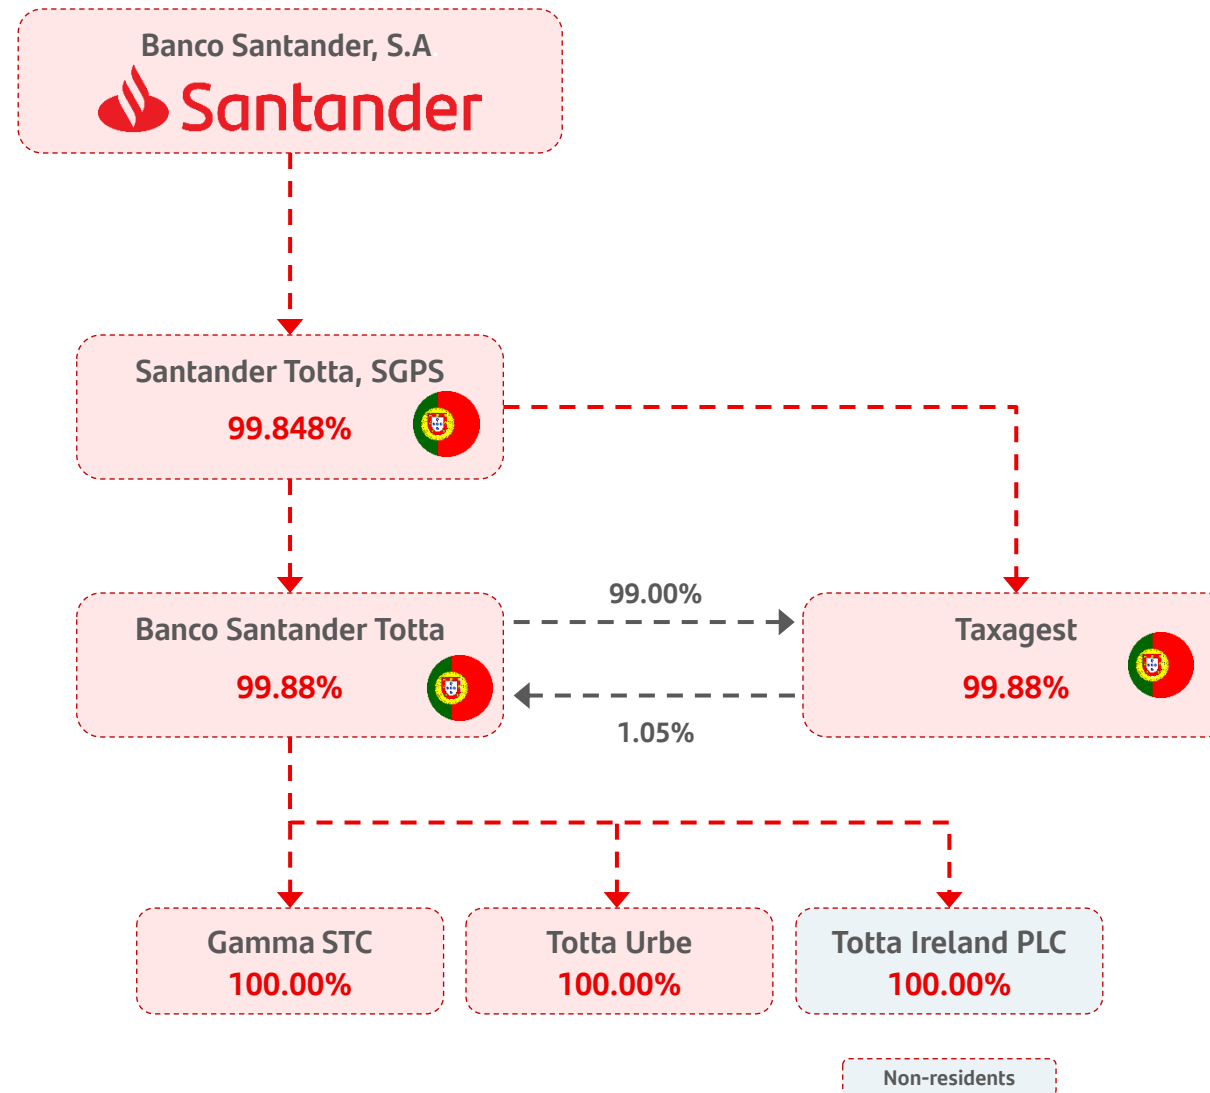 Banco Santander, S.A.
Santander
Santander Totta, SGPS
99.848%
Banco Santander Totta
99.88%
99.00%
1.05%
Taxagest
99.88%
Gamma STC
100.00%
Totta Urbe
100.00%
Totta Ireland PLC
100.00%
Non-residents